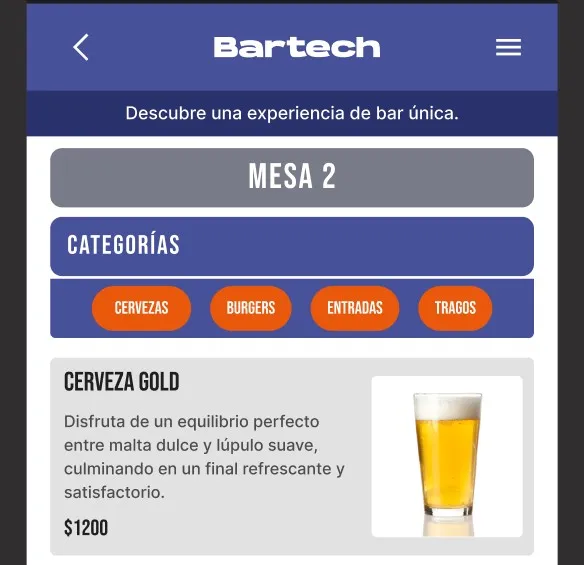 Bartech
Descubre una experiencia de bar única.
MESA 2
CATEGORÍAS
CERVEZAS BURGERS ENTRADAS TRAGOS
CERVEZA GOLD
Disfruta de un equilibrio perfecto
entre malta dulce y lúpulo suave,
culminando en un final refrescante y
satisfactorio.
$1200